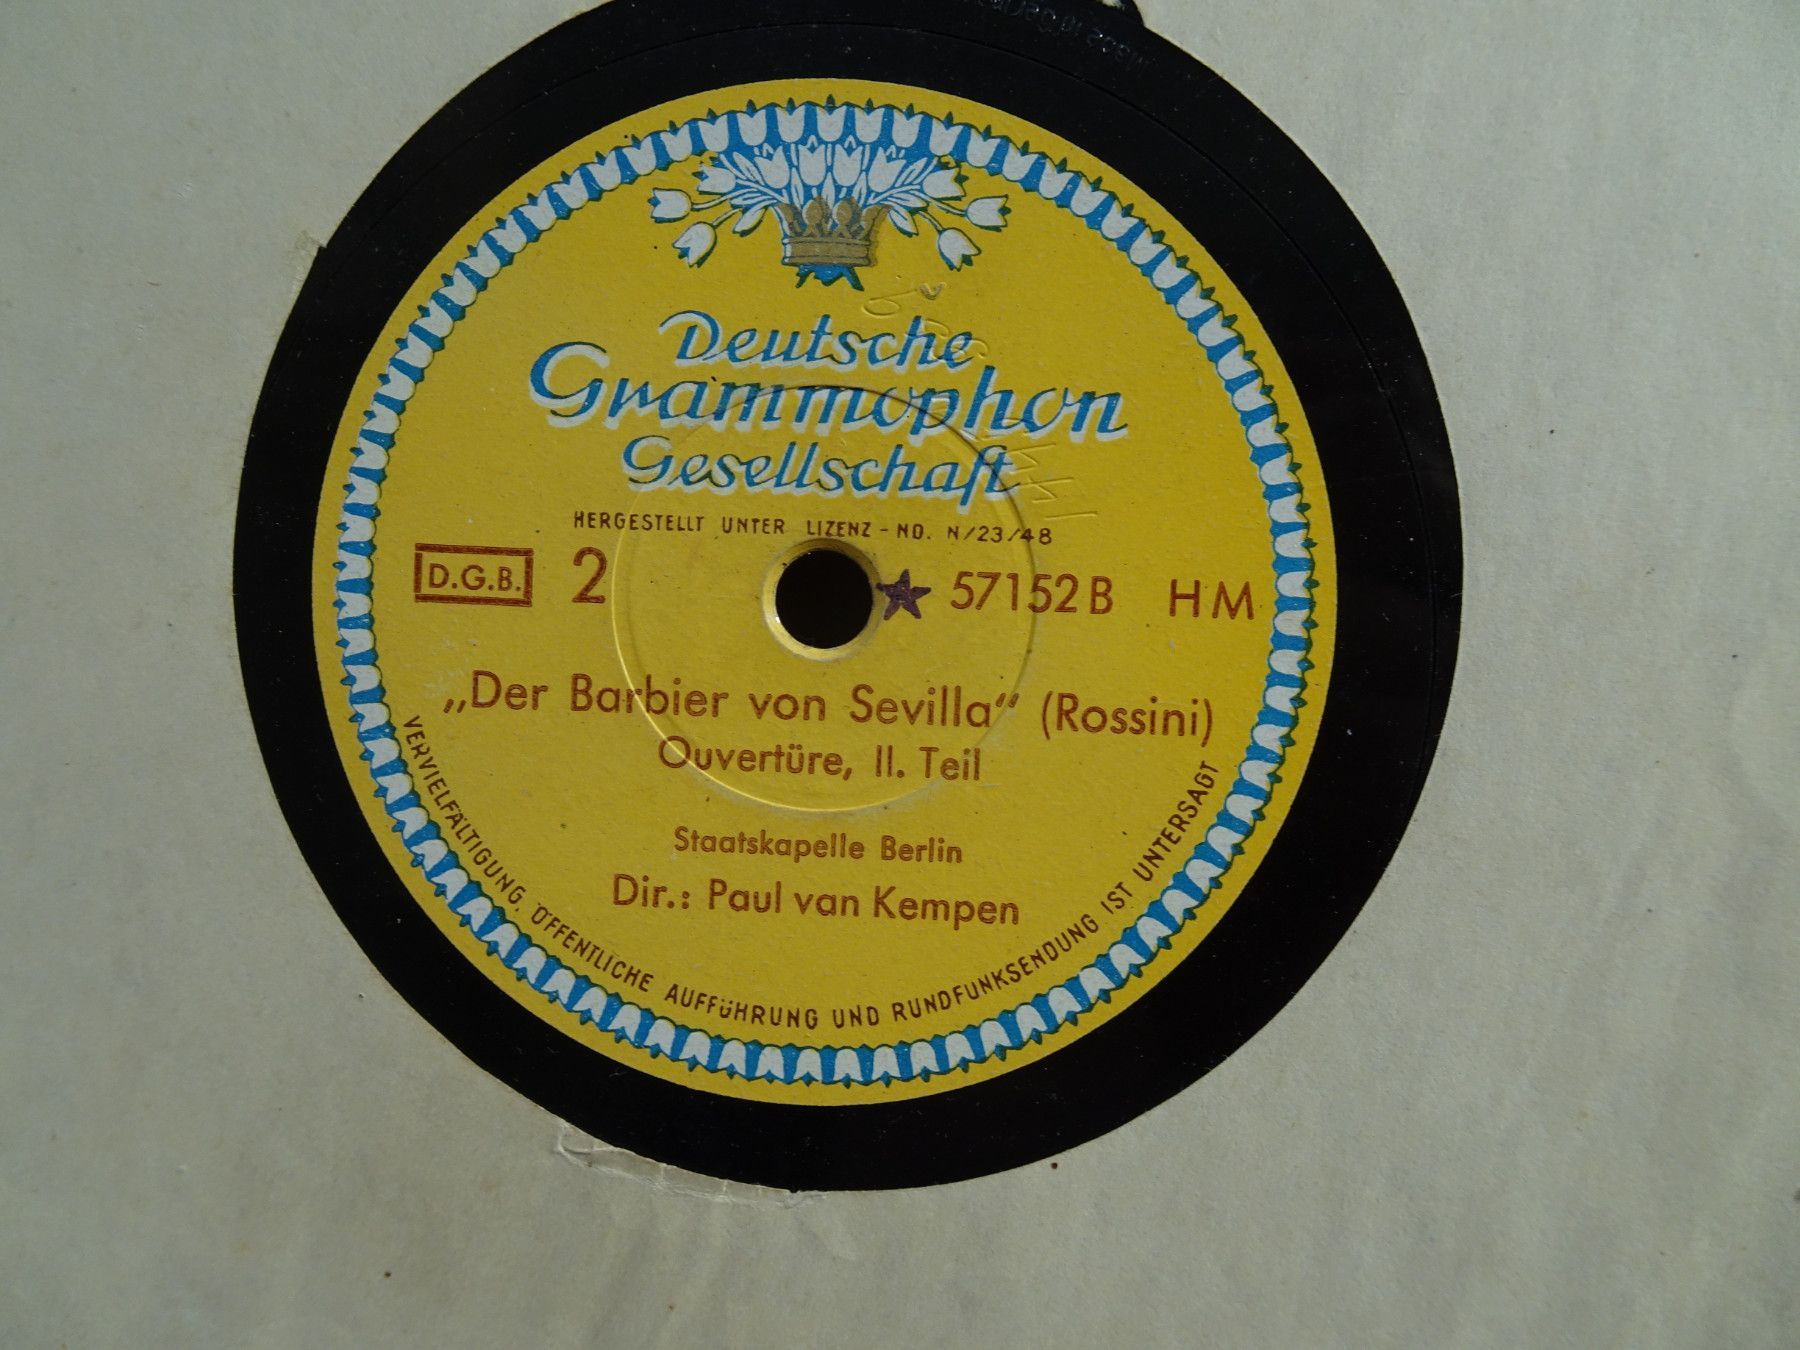 Deutsche
Grammophon
Gesellschaft
HERGESTELLT UNTER LIZENZ - NO. N/23/48
D.G.B. 2 57152 B HM
„Der Barbier von Sevilla“ (Rossini)
Ouvertüre, II. Teil
Staatskapelle Berlin
Dir.: Paul van Kempen
VERVIELFÄLTIGUNG, ÖFFENTLICHE AUFFÜHRUNG UND RUNDFUNKSENDUNG IST UNTERSAGT